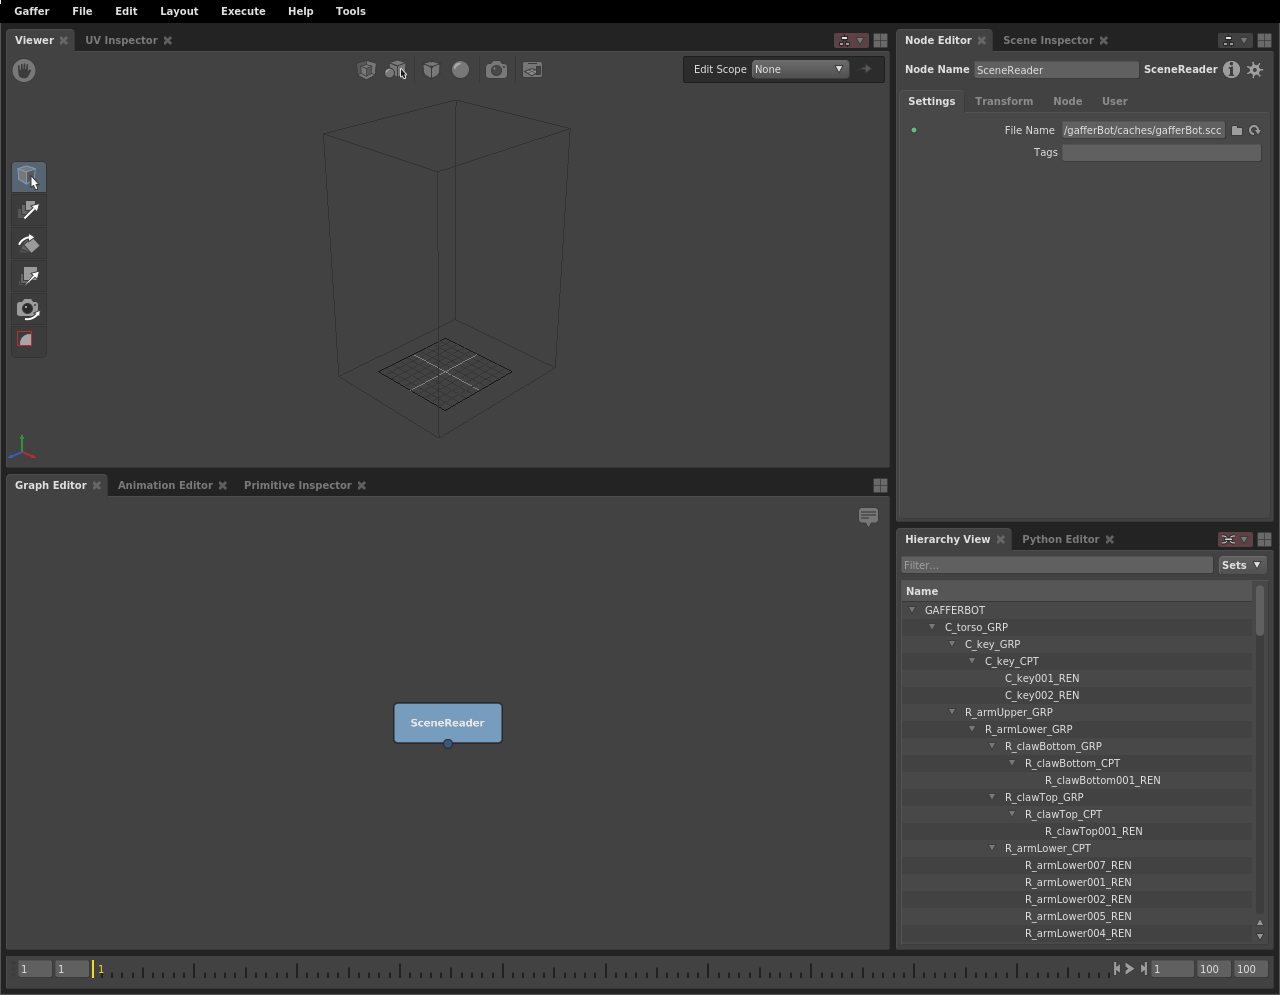 Gaffer File Edit Layout Execute Help Tools
Viewer UV Inspector
Edit Scope None
Node Editor Scene Inspector
Node Name SceneReader SceneReader
Settings Transform Node User
File Name /gafferBot/caches/gafferBot.scc
Tags
Graph Editor Animation Editor Primitive Inspector
SceneReader
Hierarchy View Python Editor
Filter... Sets
Name
GAFFERBOT
C_torso_GRP
C_key_GRP
C_key_CPT
C_key001_REN
C_key002_REN
R_armUpper_GRP
R_armLower_GRP
R_clawBottom_GRP
R_clawBottom_CPT
R_clawBottom001_REN
R_clawTop_GRP
R_clawTop_CPT
R_clawTop001_REN
R_armLower_CPT
R_armLower007_REN
R_armLower001_REN
R_armLower002_REN
R_armLower005_REN
R_armLower004_REN
1 1 1 1 100 100